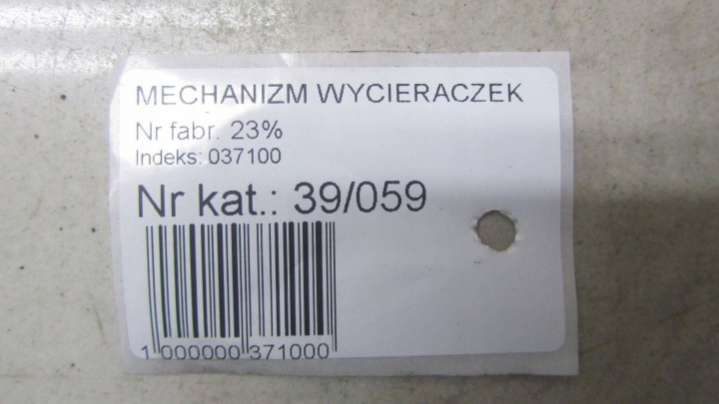 MECHANIZM WYCIERACZEK
Nr fabr. 23%
Indeks: 037100
Nr kat.: 39/059
1 000000 371000